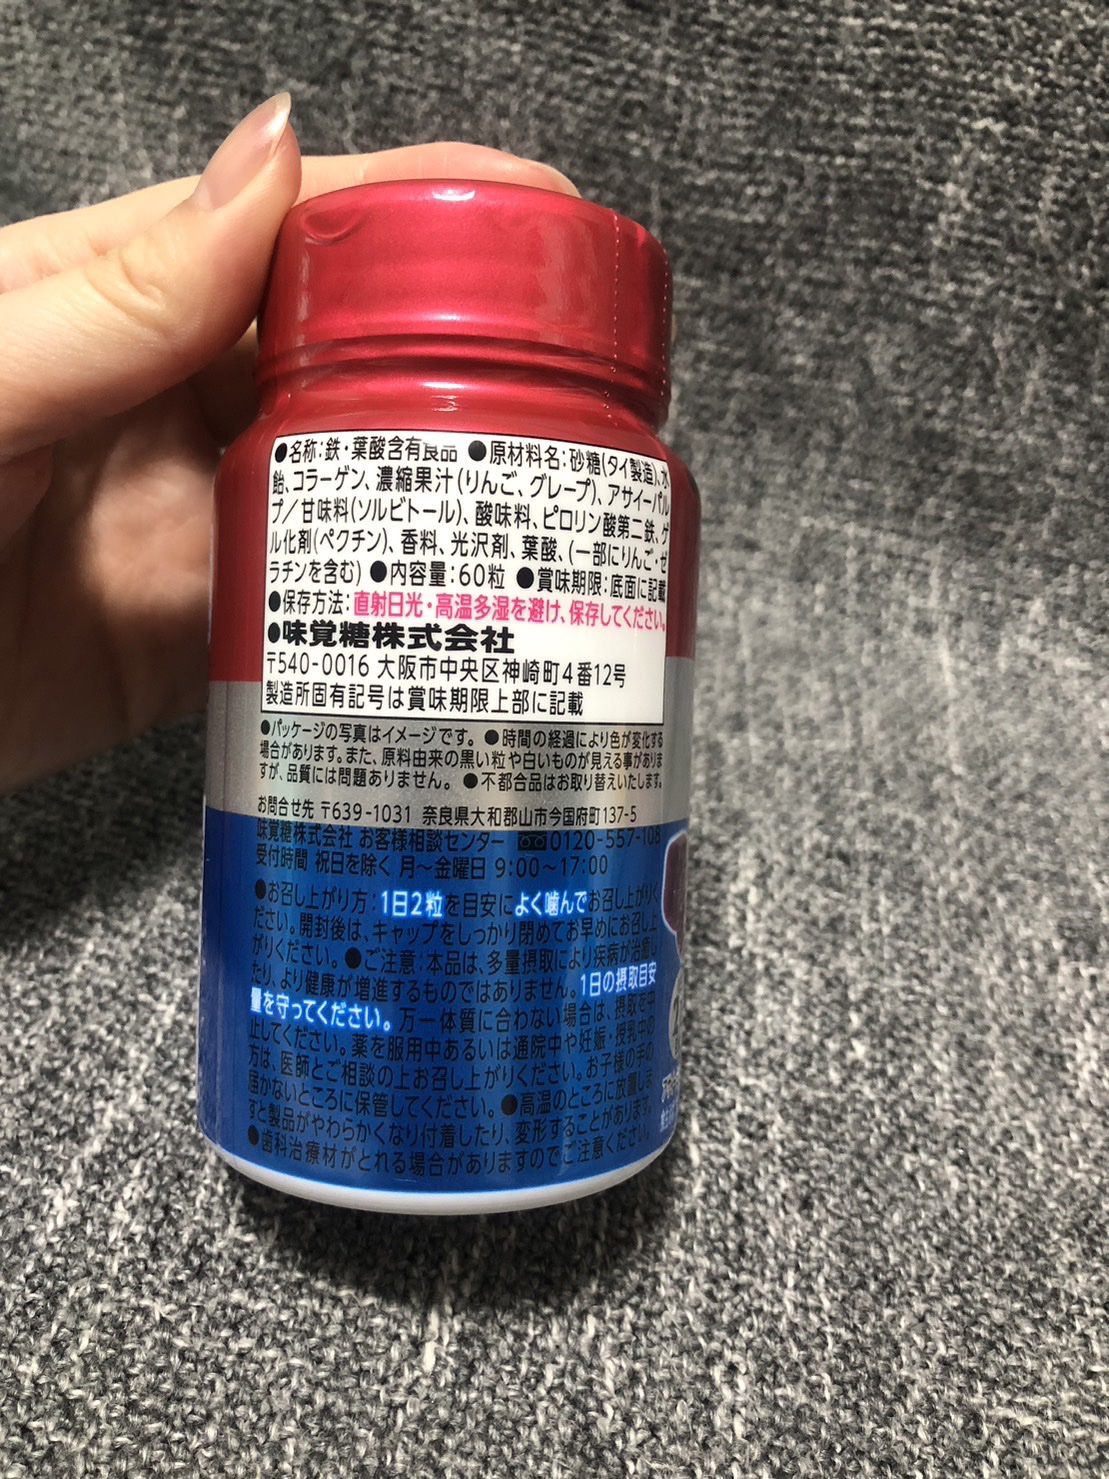 ●名称:鉄・葉酸含有食品 ●原材料名:砂糖(タイ製造)、水
飴、コラーゲン、濃縮果汁(りんご、グレープ)、アサイーパル
プ/甘味料(ソルビトール)、酸味料、ピロリン酸第二鉄、ゲ
ル化剤(ペクチン)、香料、光沢剤、葉酸、(一部にりんご・ゼ
ラチンを含む) ●内容量:60粒 ●賞味期限:底面に記載
●保存方法:直射日光・高温多湿を避け、保存してください。
●味覚糖株式会社
〒540-0016 大阪市中央区神崎町4番12号
製造所固有記号は賞味期限上部に記載
●パッケージの写真はイメージです。 ●時間の経過により色が変化する
場合があります。また、原料由来の黒い粒や白いものが見える事がありま
すが、品質には問題ありません。 ●不都合品はお取り替えいたします。
お問合せ先 〒639-1031 奈良県大和郡山市今国府町137-5
味覚糖株式会社 お客様相談センター 0120-557-108
受付時間 祝日を除く 月～金曜日 9:00～17:00
●お召し上がり方:1日2粒を目安によく噛んでお召し上がりく
ださい。開封後は、キャップをしっかり閉めてお早めにお召し上
がりください。 ●ご注意:本品は、多量摂取により疾病が治癒し
たり、より健康が増進するものではありません。1日の摂取目安
量を守ってください。万一体質に合わない場合は、摂取を中
止してください。薬を服用中あるいは通院中や妊娠・授乳中の
方は、医師とご相談の上お召し上がりください。お子様の手の
届かないところに保管してください。 ●高温のところに放置しま
すと製品がやわらかくなり付着したり、変形することがあります。
●歯科治療材がとれる場合がありますのでご注意ください。